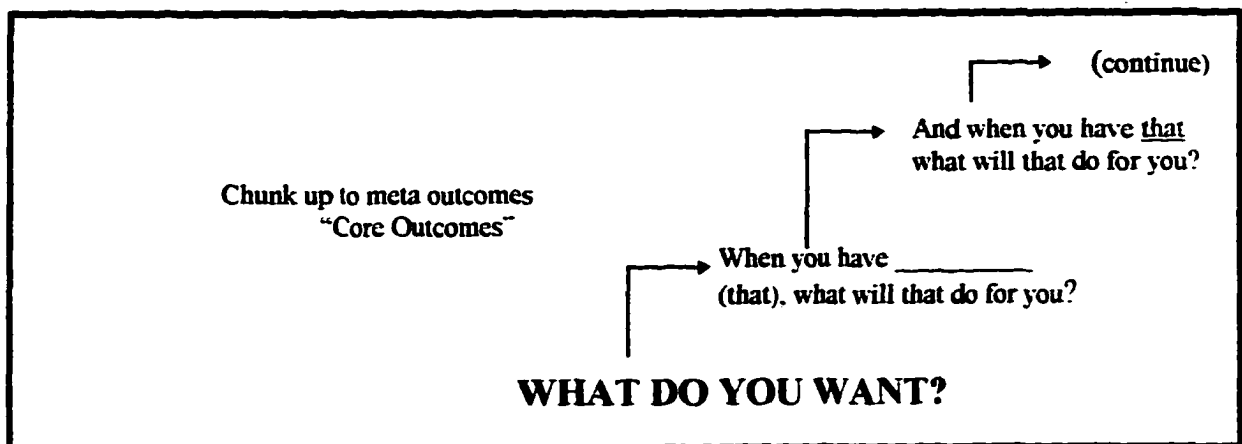 (continue)
And when you have that
what will that do for you?
Chunk up to meta outcomes
"Core Outcomes"
When you have __________
(that), what will that do for you?
WHAT DO YOU WANT?